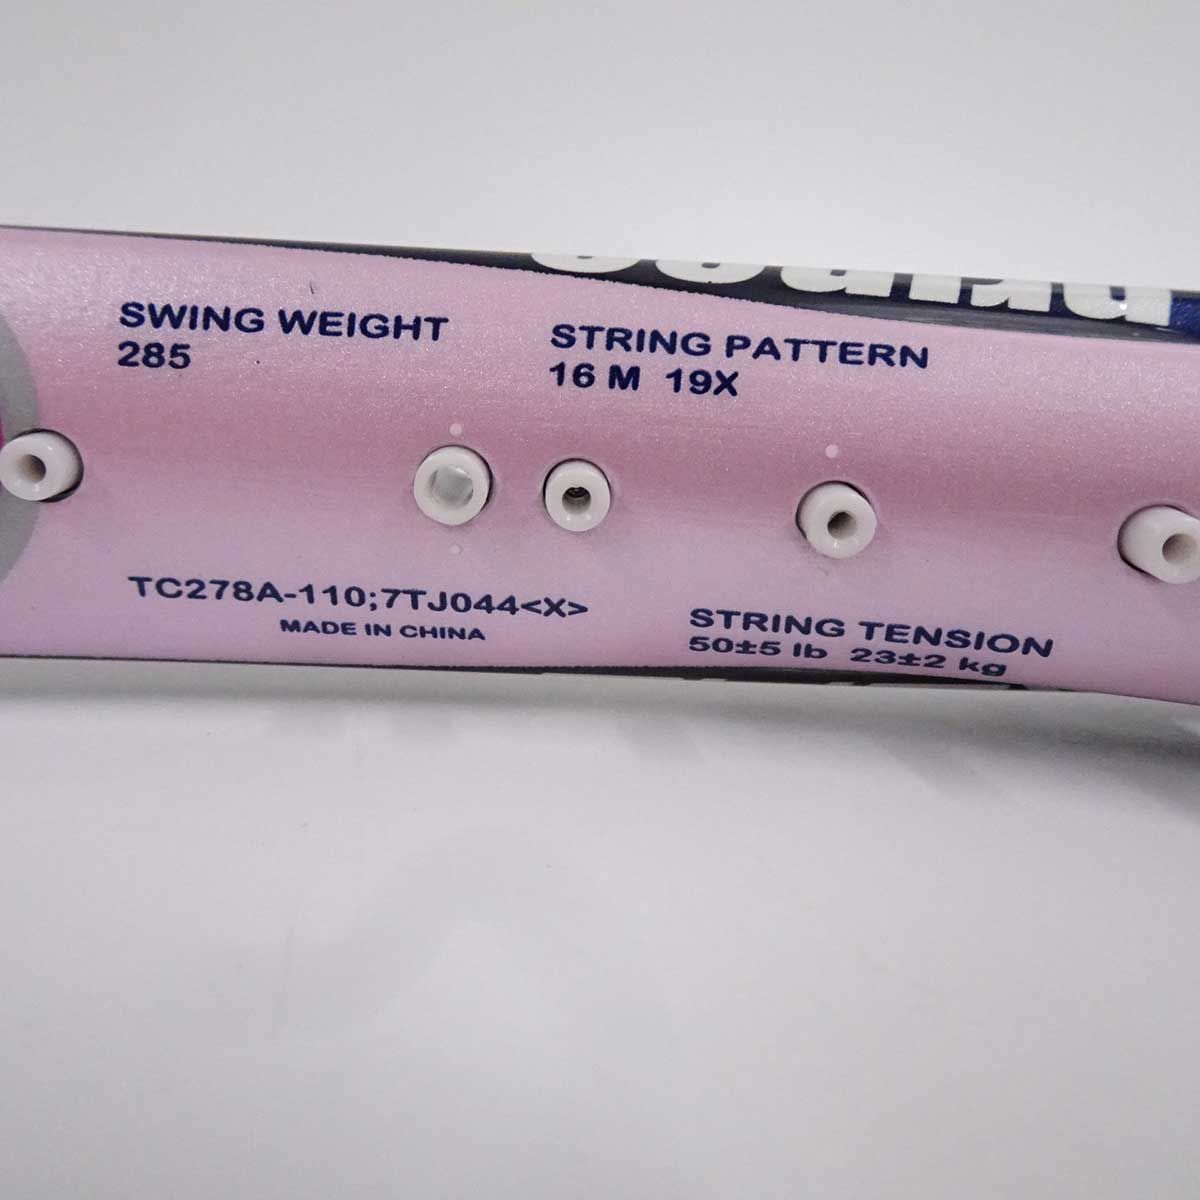 SWING WEIGHT
285
STRING PATTERN
16 M  19X
TC278A-110;7TJ044<X>
MADE IN CHINA
STRING TENSION
50±5 lb  23±2 kg